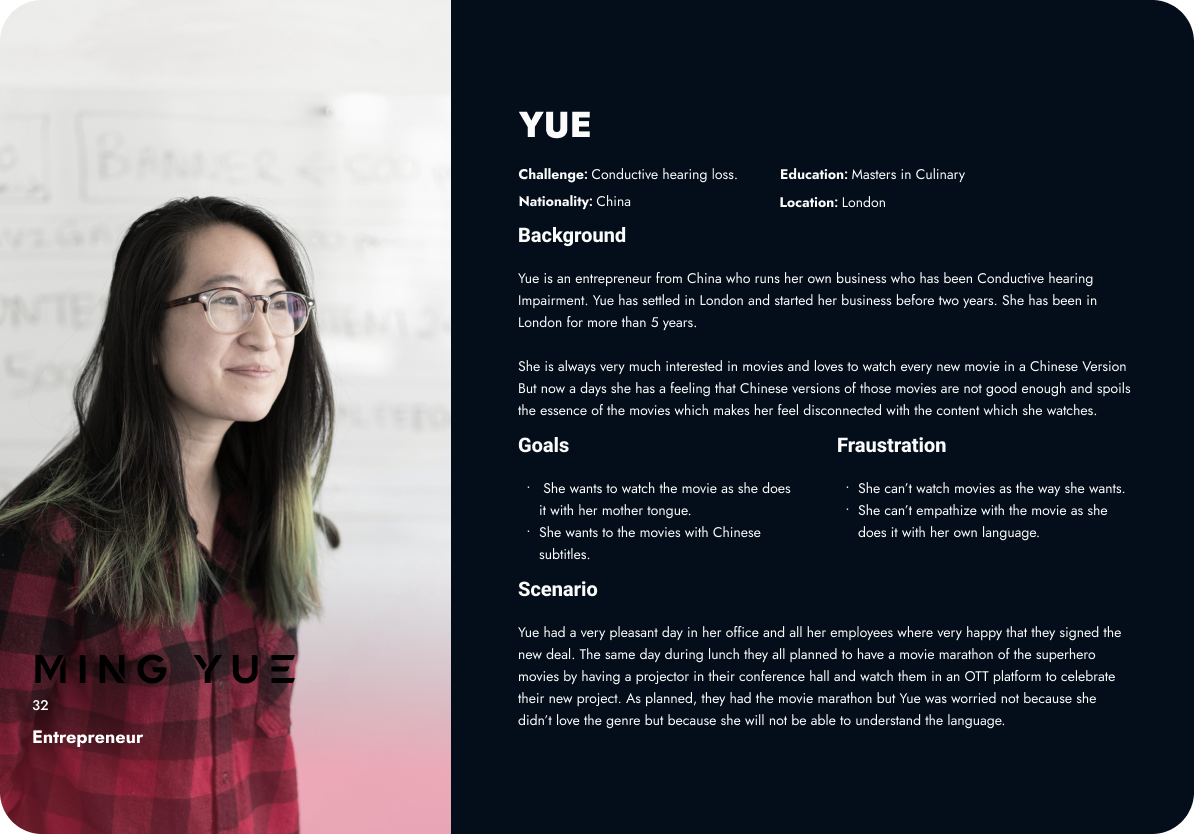 BANNER
MING YUE
32
Entrepreneur
YUE
Challenge: Conductive hearing loss.
Education: Masters in Culinary
Nationality: China
Location: London
Background
Yue is an entrepreneur from China who runs her own business who has been Conductive hearing
Impairment. Yue has settled in London and started her business before two years. She has been in
London for more than 5 years.
She is always very much interested in movies and loves to watch every new movie in a Chinese Version
But now a days she has a feeling that Chinese versions of those movies are not good enough and spoils
the essence of the movies which makes her feel disconnected with the content which she watches.
Goals
· She wants to watch the movie as she does
it with her mother tongue.
· She wants to the movies with Chinese
subtitles.
Fraustration
· She can't watch movies as the way she wants.
· She can't empathize with the movie as she
does it with her own language.
Scenario
Yue had a very pleasant day in her office and all her employees where very happy that they signed the
new deal. The same day during lunch they all planned to have a movie marathon of the superhero
movies by having a projector in their conference hall and watch them in an OTT platform to celebrate
their new project. As planned, they had the movie marathon but Yue was worried not because she
didn't love the genre but because she will not be able to understand the language.